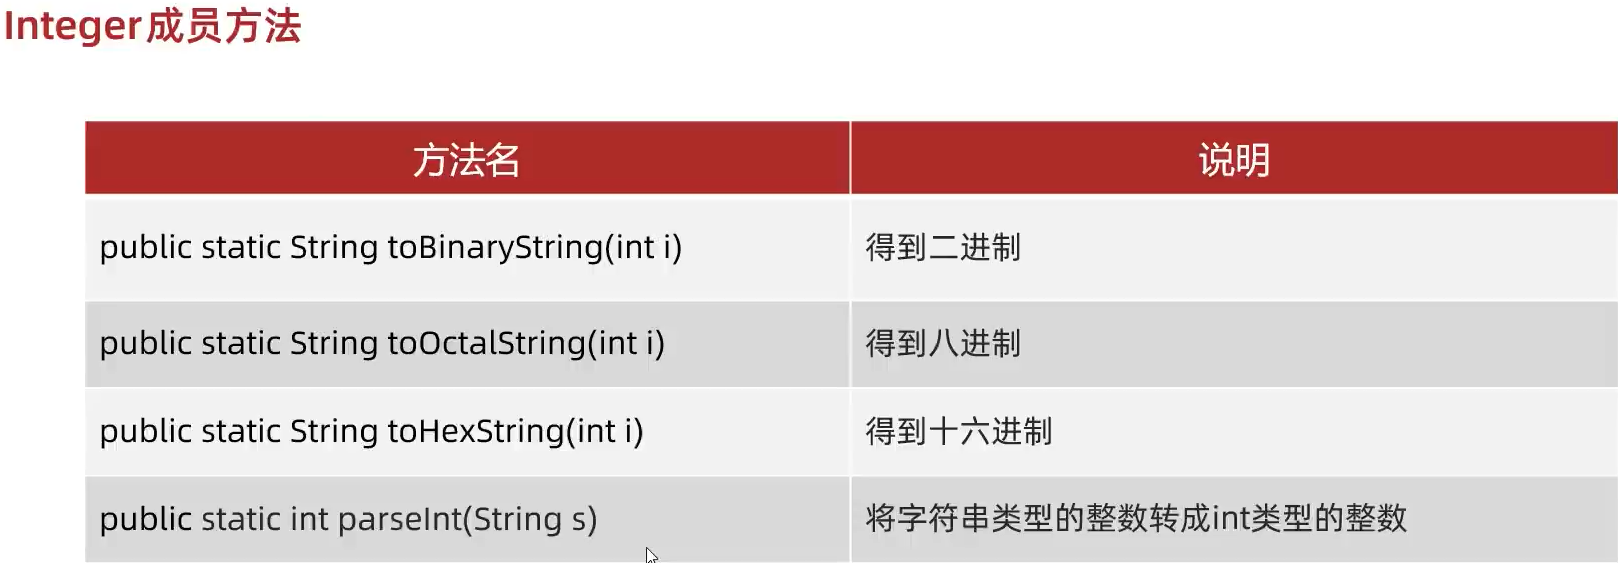 Integer成员方法
方法名 说明
public static String toBinaryString(int i) 得到二进制
public static String toOctalString(int i) 得到八进制
public static String toHexString(int i) 得到十六进制
public static int parseInt(String s) 将字符串类型的整数转成int类型的整数